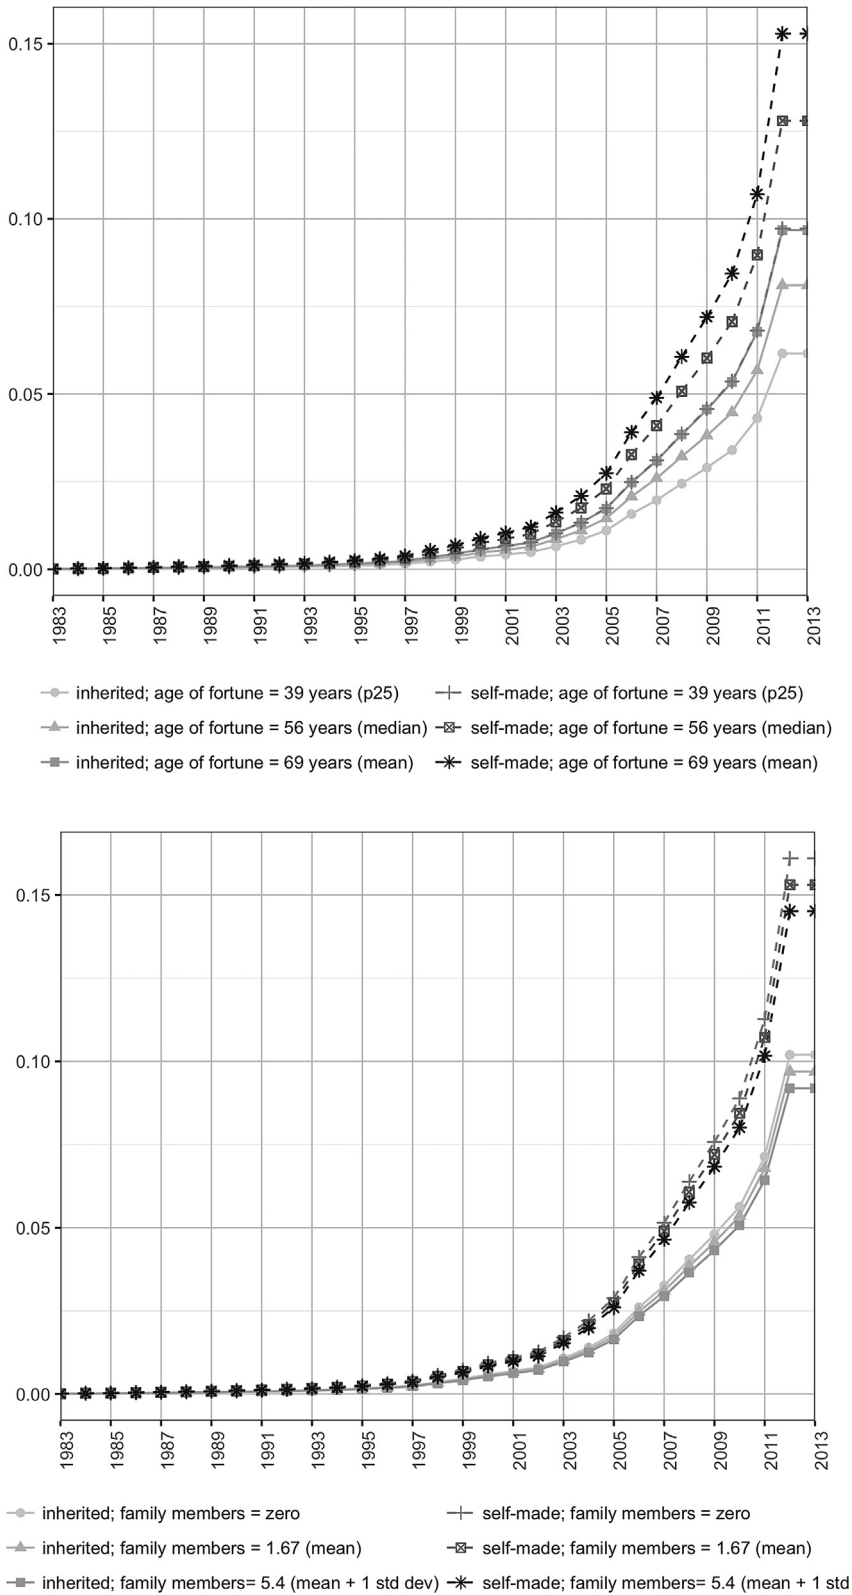 0.15
0.10
0.05
0.00
1983 1985 1987 1989 1991 1993 1995 1997 1999 2001 2003 2005 2007 2009 2011 2013
inherited; age of fortune = 39 years (p25) self-made; age of fortune = 39 years (p25)
inherited; age of fortune = 56 years (median) self-made; age of fortune = 56 years (median)
inherited; age of fortune = 69 years (mean) self-made; age of fortune = 69 years (mean)
0.15
0.10
0.05
0.00
1983 1985 1987 1989 1991 1993 1995 1997 1999 2001 2003 2005 2007 2009 2011 2013
inherited; family members = zero self-made; family members = zero
inherited; family members = 1.67 (mean) self-made; family members = 1.67 (mean)
inherited; family members= 5.4 (mean + 1 std dev) self-made; family members= 5.4 (mean + 1 std